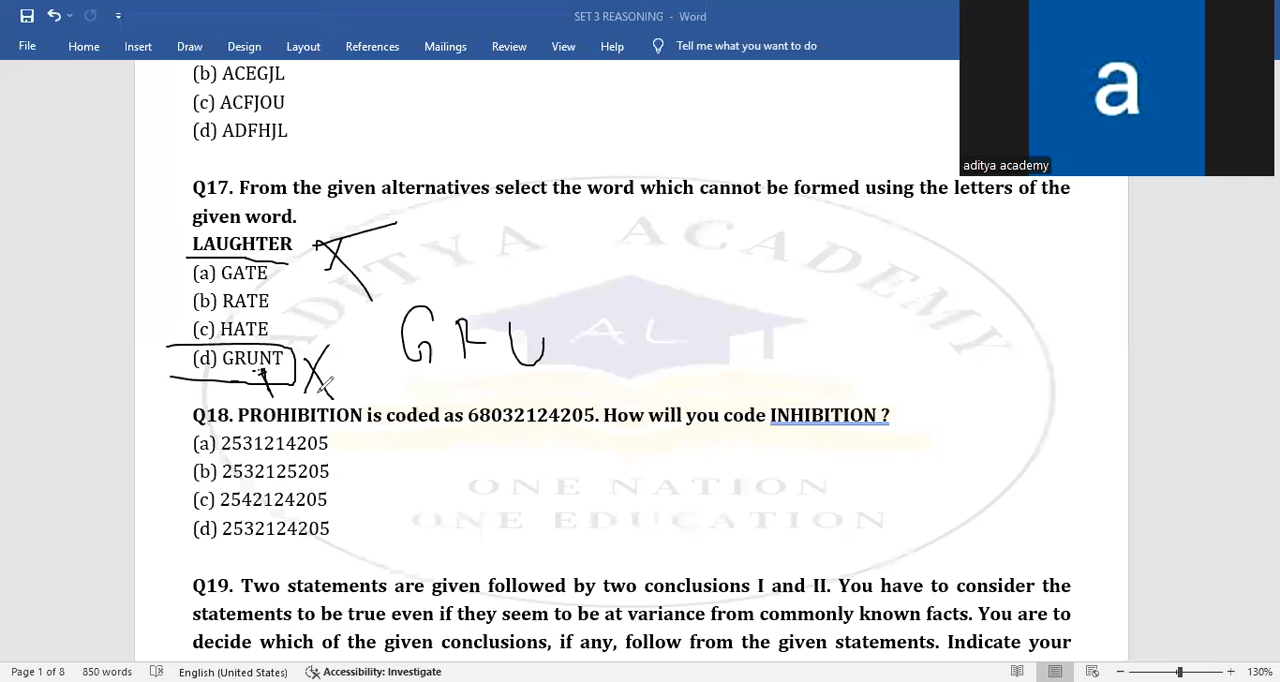 SET 3 REASONING - Word
File Home Insert Draw Design Layout References Mailings Review View Help Tell me what you want to do
a
aditya academy
(b) ACEGJL
(c) ACFJOU
(d) ADFHJL
Q17. From the given alternatives select the word which cannot be formed using the letters of the
given word.
LAUGHTER
(a) GATE
(b) RATE
(c) HATE
(d) GRUNT
G R U
Q18. PROHIBITION is coded as 68032124205. How will you code INHIBITION ?
(a) 2531214205
(b) 2532125205
(c) 2542124205
(d) 2532124205
Q19. Two statements are given followed by two conclusions I and II. You have to consider the
statements to be true even if they seem to be at variance from commonly known facts. You are to
decide which of the given conclusions, if any, follow from the given statements. Indicate your
ADITYA ACADEMY
AL
ONE NATION
ONE EDUCATION
Page 1 of 8 850 words English (United States) Accessibility: Investigate 130%